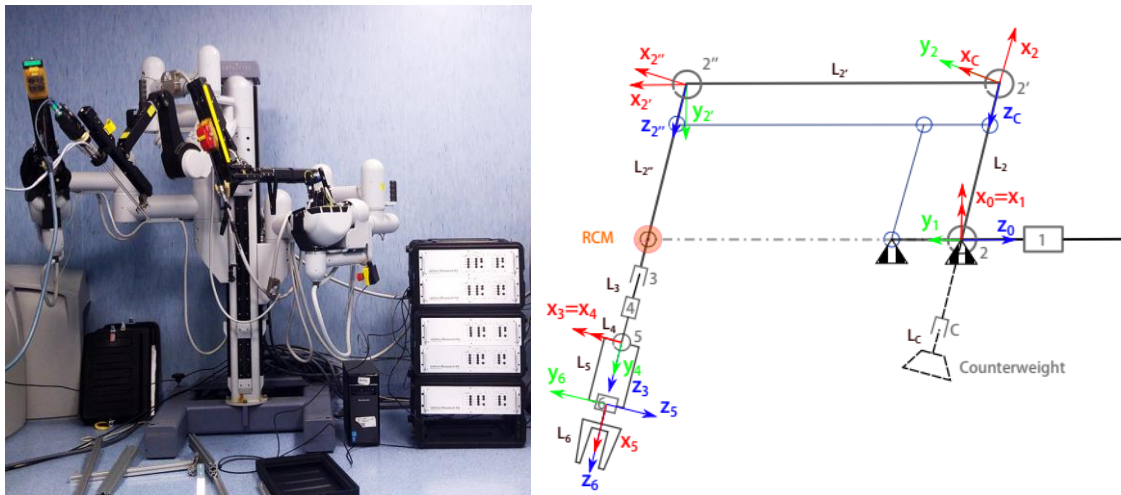 x2
2''
L2'
y2
xC
2'
x2''
x2'
y2'
z2''
zC
L2''
L2
x0=x1
RCM
y1
z0
1
2
3
L3
4
x3=x4
L4
5
C
LC
y4
L5
z3
Counterweight
y6
6
z5
L6
x5
z6